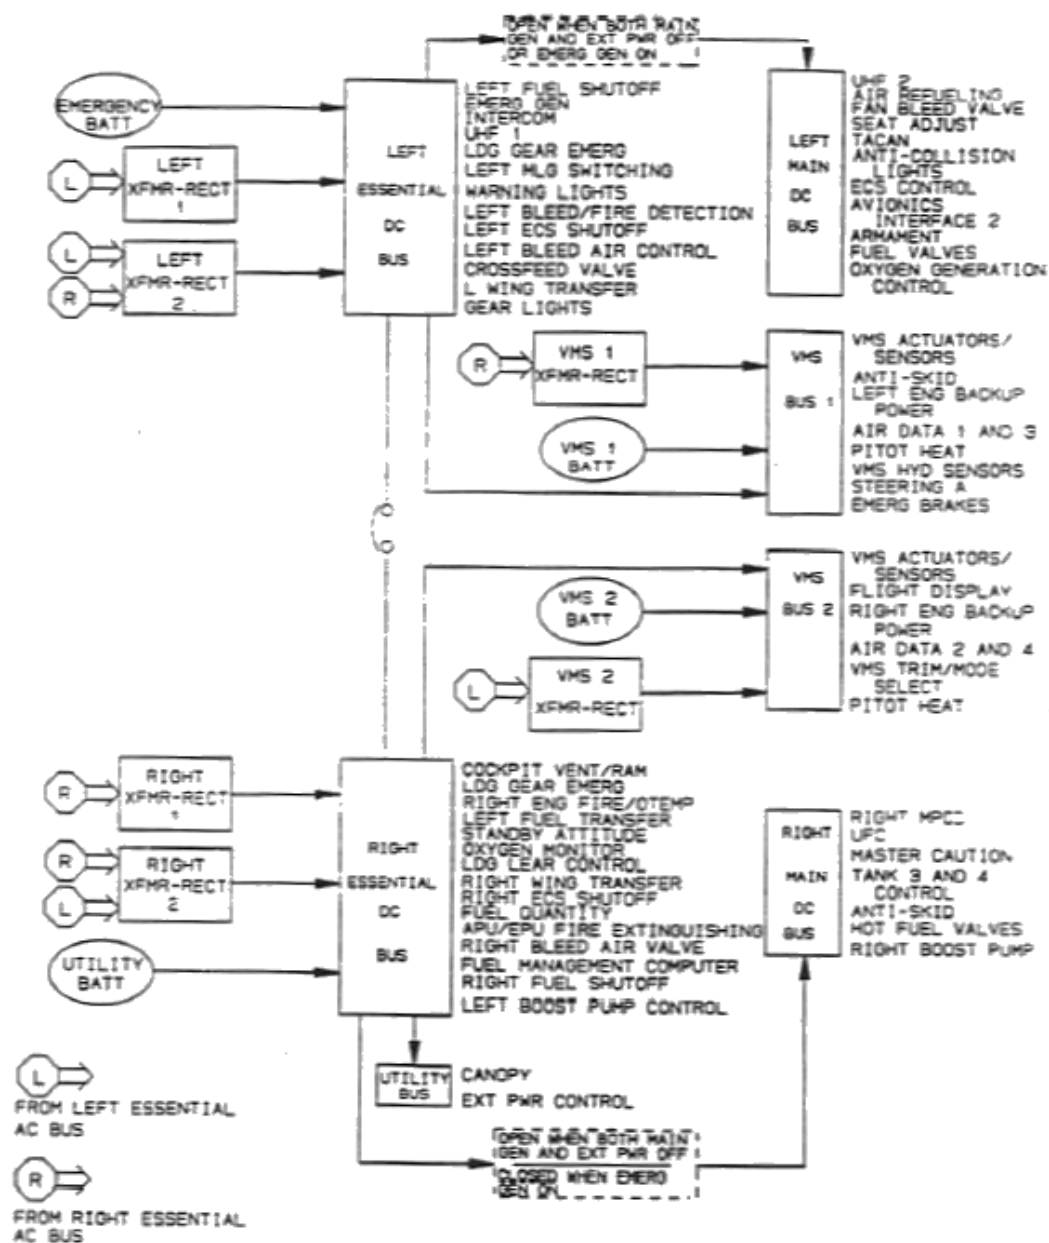 OPEN WHEN BOTH MAIN
GEN AND EXT PWR OFF
OR EMERG GEN ON
EMERGENCY
BATT
L
LEFT
XFMR-RECT
1
L
R
LEFT
XFMR-RECT
2
LEFT
ESSENTIAL
DC
BUS
LEFT FUEL SHUTOFF
EMERG GEN
INTERCOM
UHF 1
LDG GEAR EMERG
LEFT MLG SWITCHING
WARNING LIGHTS
LEFT BLEED/FIRE DETECTION
LEFT ECS SHUTOFF
LEFT BLEED AIR CONTROL
CROSSFEED VALVE
L WING TRANSFER
GEAR LIGHTS
LEFT
MAIN
DC
BUS
UHF 2
AIR REFUELING
FAN BLEED VALVE
SEAT ADJUST
TACAN
ANTI-COLLISION
LIGHTS
ECS CONTROL
AVIONICS
INTERFACE 2
ARMAMENT
FUEL VALVES
OXYGEN GENERATION
CONTROL
R
VMS 1
XFMR-RECT
VMS 1
BATT
VMS
BUS 1
VMS ACTUATORS/
SENSORS
ANTI-SKID
LEFT ENG BACKUP
POWER
AIR DATA 1 AND 3
PITOT HEAT
VMS HYD SENSORS
STEERING A
EMERG BRAKES
VMS 2
BATT
L
VMS 2
XFMR-RECT
VMS
BUS 2
VMS ACTUATORS/
SENSORS
FLIGHT DISPLAY
RIGHT ENG BACKUP
POWER
AIR DATA 2 AND 4
VMS TRIM/MODE
SELECT
PITOT HEAT
R
RIGHT
XFMR-RECT
1
R
L
RIGHT
XFMR-RECT
2
UTILITY
BATT
RIGHT
ESSENTIAL
DC
BUS
COCKPIT VENT/RAM
LDG GEAR EMERG
RIGHT ENG FIRE/OTEMP
LEFT FUEL TRANSFER
STANDBY ATTITUDE
OXYGEN MONITOR
LDG LEAR CONTROL
RIGHT WING TRANSFER
RIGHT ECS SHUTOFF
FUEL QUANTITY
APU/EPU FIRE EXTINGUISHING
RIGHT BLEED AIR VALVE
FUEL MANAGEMENT COMPUTER
RIGHT FUEL SHUTOFF
LEFT BOOST PUMP CONTROL
RIGHT
MAIN
DC
BUS
RIGHT
UFC
MASTER CAUTION
TANK 3 AND 4
CONTROL
ANTI-SKID
HOT FUEL VALVES
RIGHT BOOST PUMP
UTILITY
BUS
CANOPY
EXT PWR CONTROL
OPEN WHEN BOTH MAIN
GEN AND EXT PWR OFF
CLOSED WHEN EMERG
GEN ON
L
FROM LEFT ESSENTIAL
AC BUS
R
FROM RIGHT ESSENTIAL
AC BUS